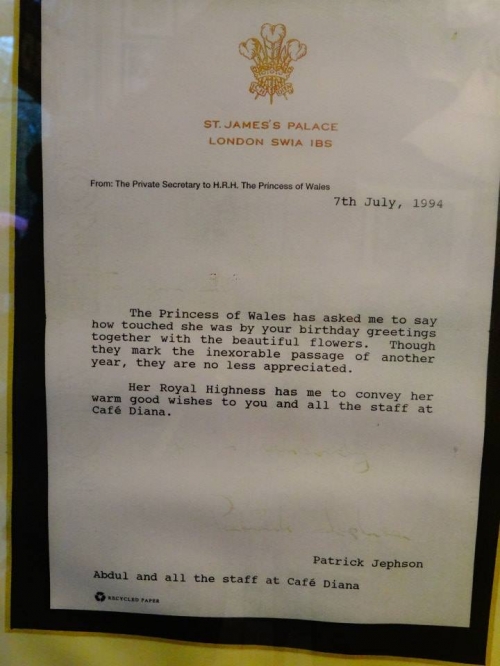 ST. JAMES'S PALACE
LONDON SW1A 1BS
From: The Private Secretary to H.R.H. The Princess of Wales
7th July, 1994
The Princess of Wales has asked me to say
how touched she was by your birthday greetings
together with the beautiful flowers. Though
they mark the inexorable passage of another
year, they are no less appreciated.
Her Royal Highness has me to convey her
warm good wishes to you and all the staff at
Café Diana.
Patrick Jephson
Abdul and all the staff at Café Diana
RECYCLED PAPER